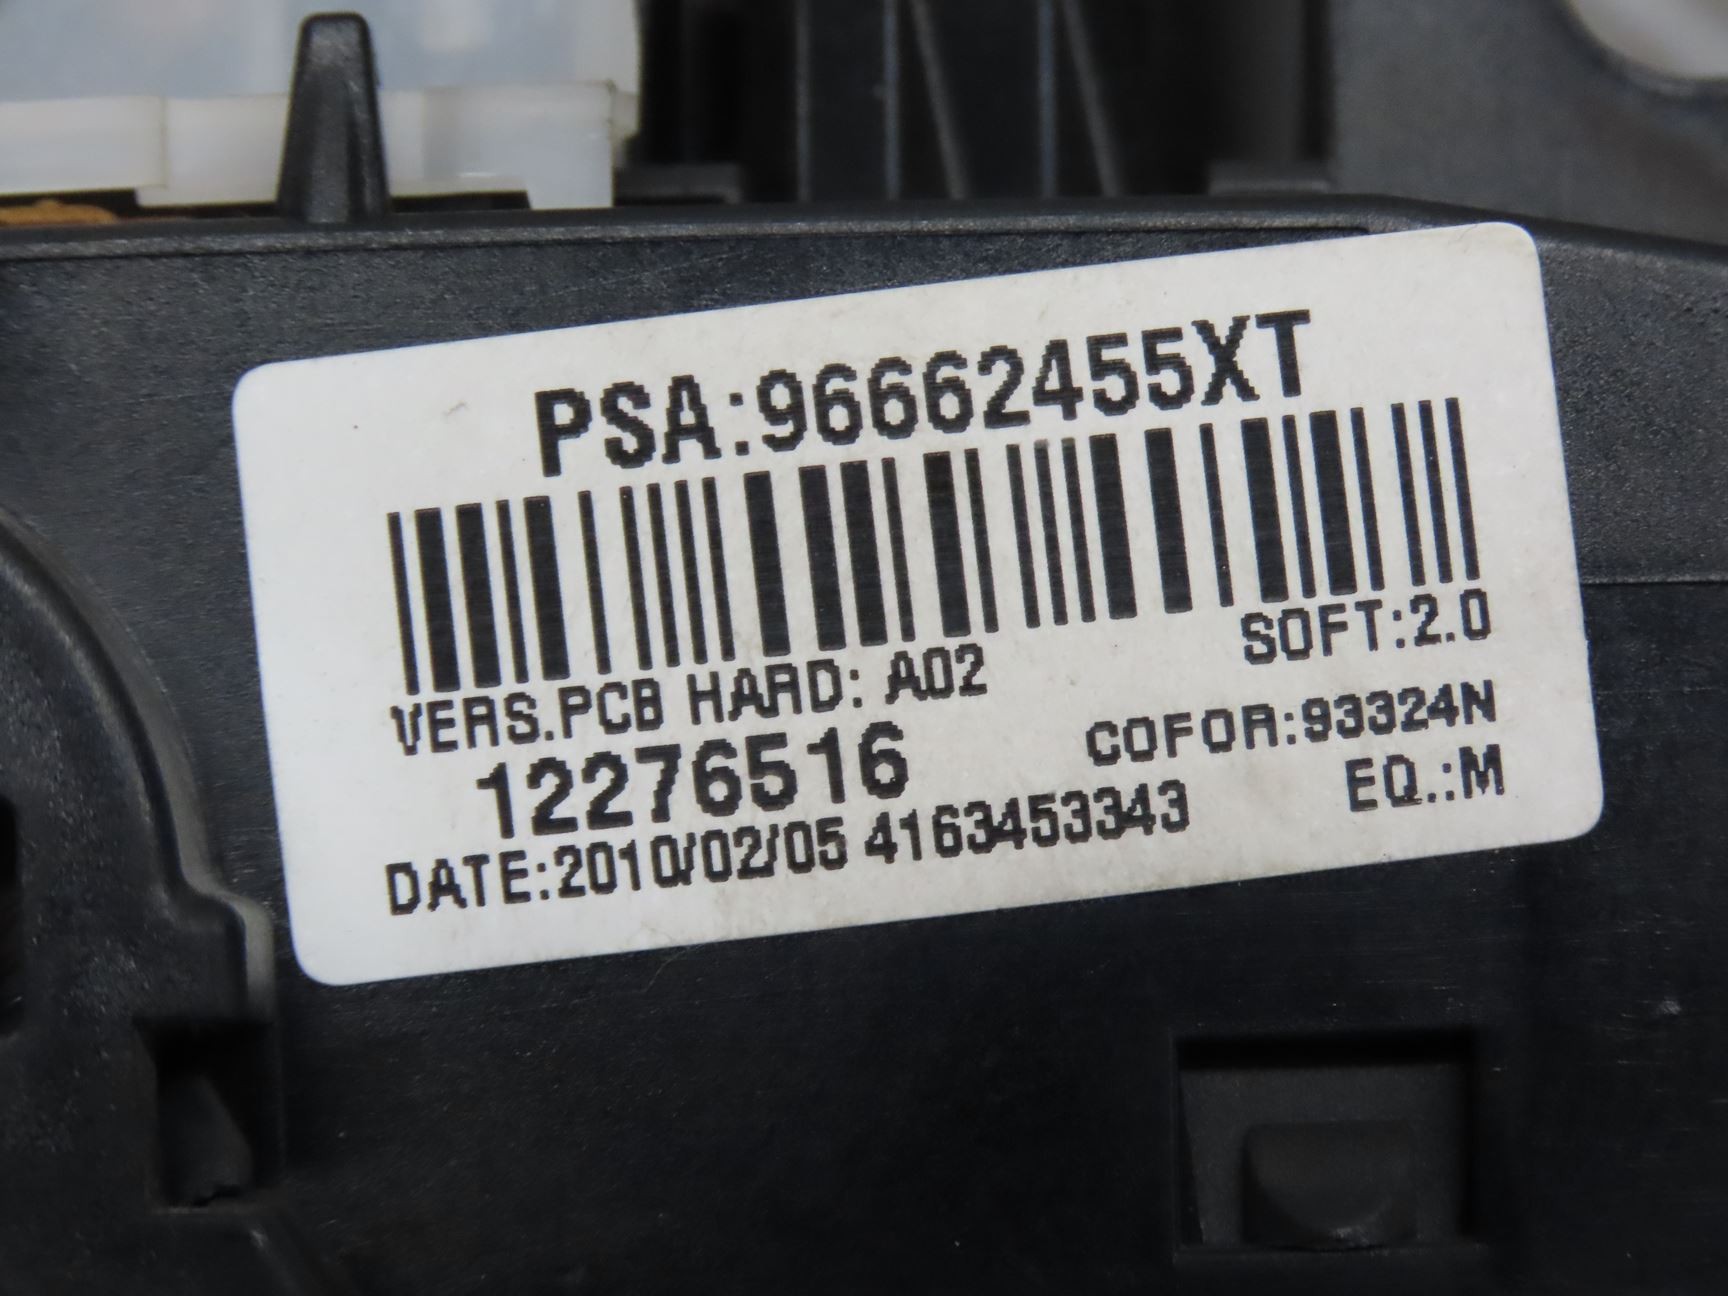 PSA:96662455XT
VERS.PCB HARD: A02 SOFT:2.0
12276516 COFOR:93324N
DATE:2010/02/05 4163453343 EQ.:M